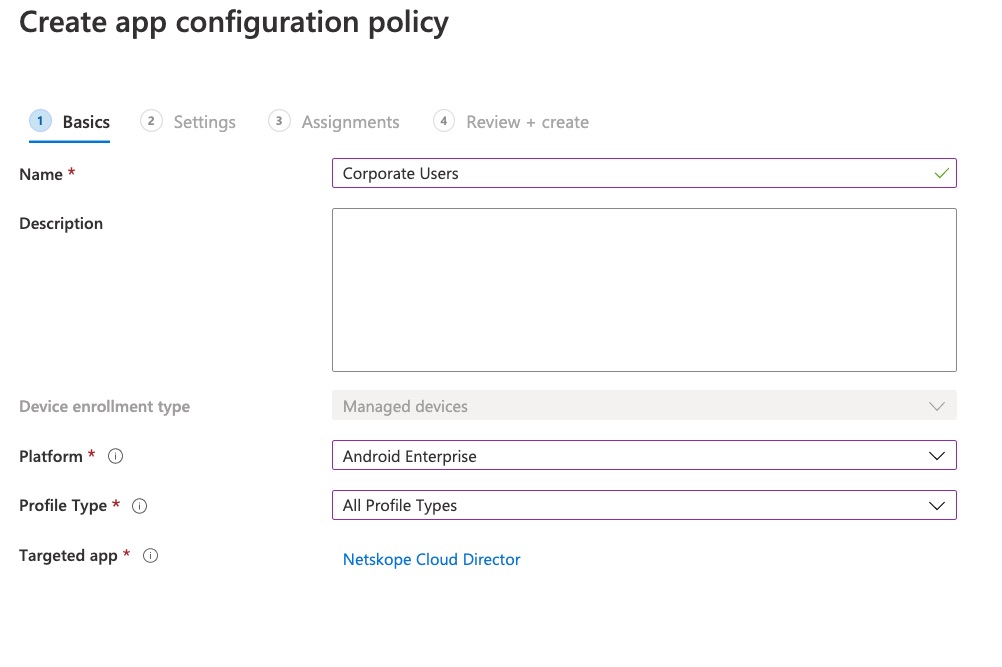 Create app configuration policy
1 Basics 2 Settings 3 Assignments 4 Review + create
Name * Corporate Users
Description
Device enrollment type Managed devices
Platform * Android Enterprise
Profile Type * All Profile Types
Targeted app * Netskope Cloud Director